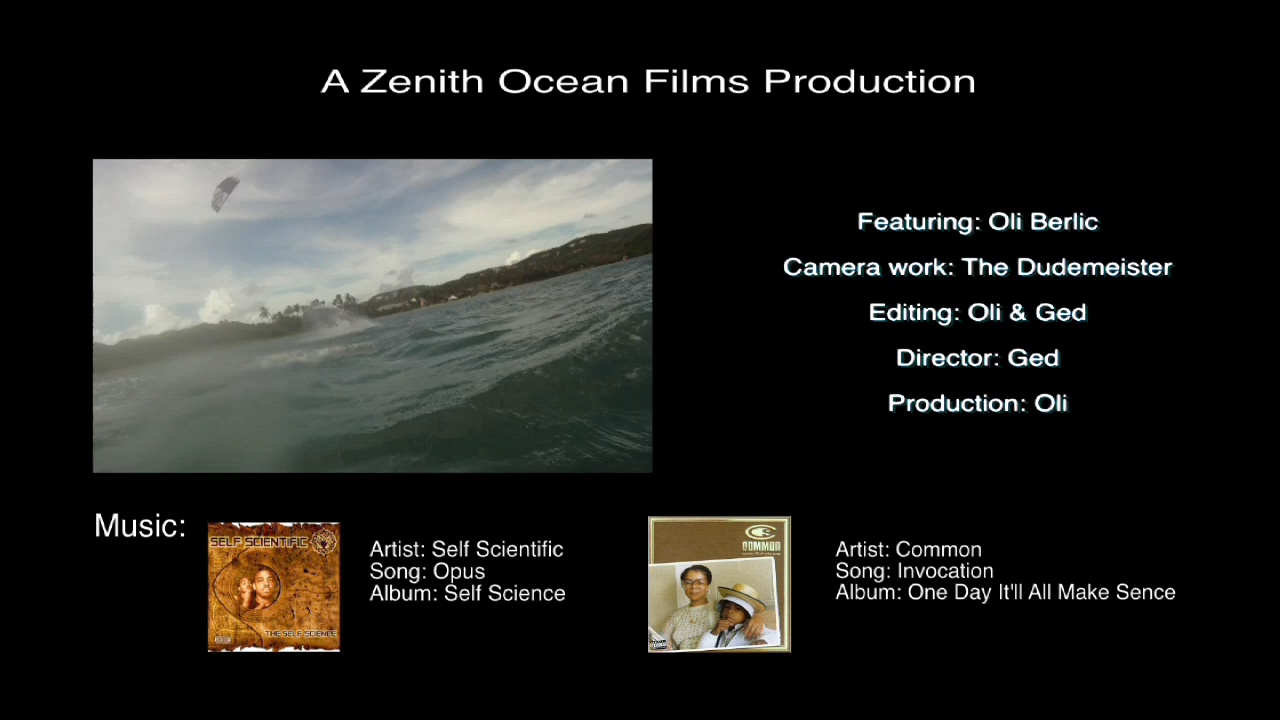 A Zenith Ocean Films Production
Featuring: Oli Berlic
Camera work: The Dudemeister
Editing: Oli & Ged
Director: Ged
Production: Oli
Music:
SELF SCIENTIFIC
THE SELF SCIENCE
Artist: Self Scientific
Song: Opus
Album: Self Science
COMMON
Artist: Common
Song: Invocation
Album: One Day It'll All Make Sence